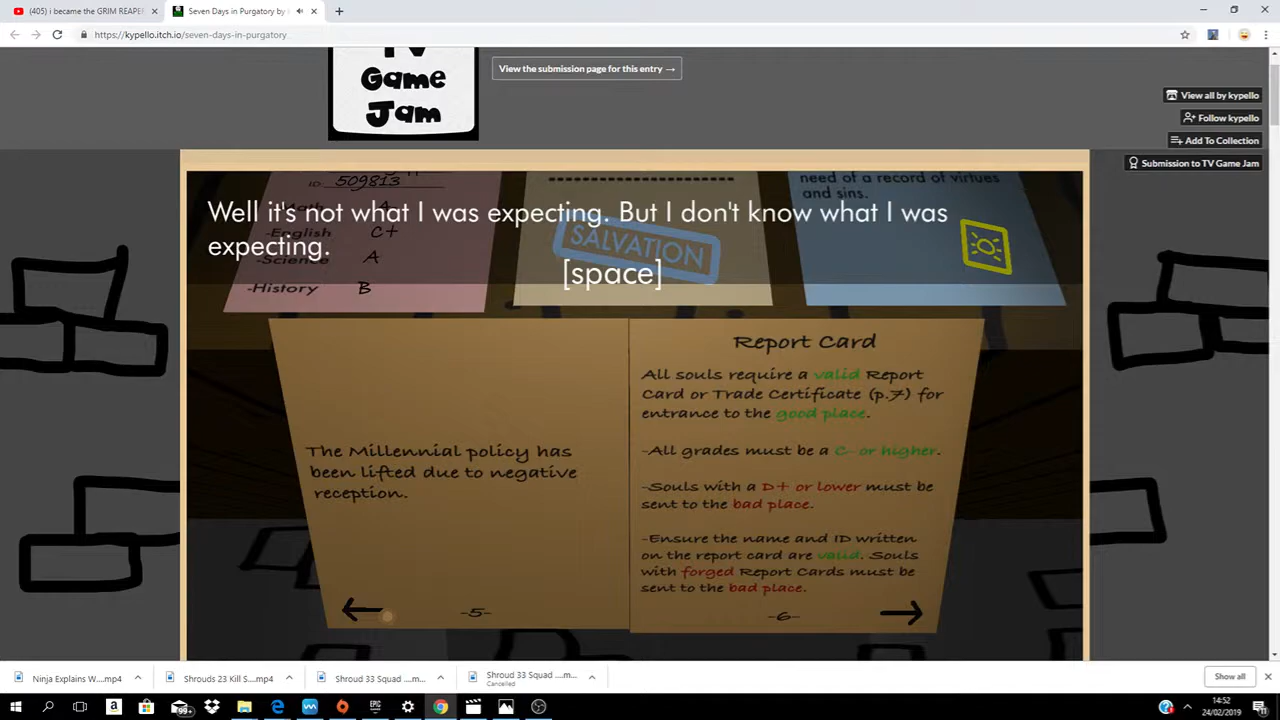 (405) i became the GRIM REAPER
Seven Days in Purgatory by
https://kypello.itch.io/seven-days-in-purgatory
TV
Game
Jam
View the submission page for this entry →
View all by kypello
Follow kypello
Add To Collection
Submission to TV Game Jam
ID: 509813
need of a record of virtues
and sins.
Well it's not what I was expecting. But I don't know what I was
expecting.
[space]
-English C+
-Science A
-History B
SALVATION
The Millennial policy has
been lifted due to negative
reception.
-5-
Report Card
All souls require a valid Report
Card or Trade Certificate (p.7) for
entrance to the good place.
-All grades must be a C- or higher.
-Souls with a D+ or lower must be
sent to the bad place.
-Ensure the name and ID written
on the report card are valid. Souls
with forged Report Cards must be
sent to the bad place.
-6-
Ninja Explains W....mp4
Shrouds 23 Kill S....mp4
Shroud 33 Squad ....mp4
Shroud 33 Squad ....m...
Cancelled
Show all
99+
EPIC
14:52
24/02/2019